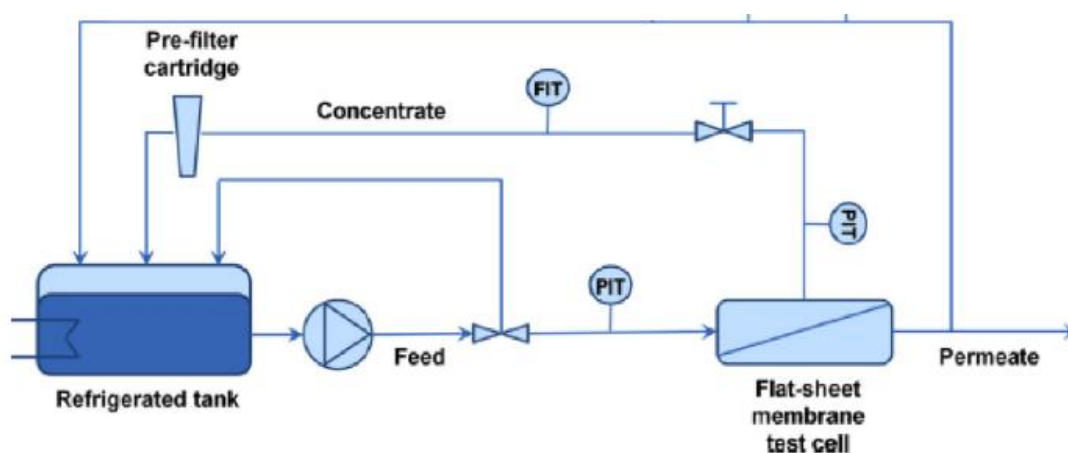 Pre-filter
cartridge
Concentrate
FIT
PIT
PIT
Feed
Permeate
Refrigerated tank
Flat-sheet
membrane
test cell